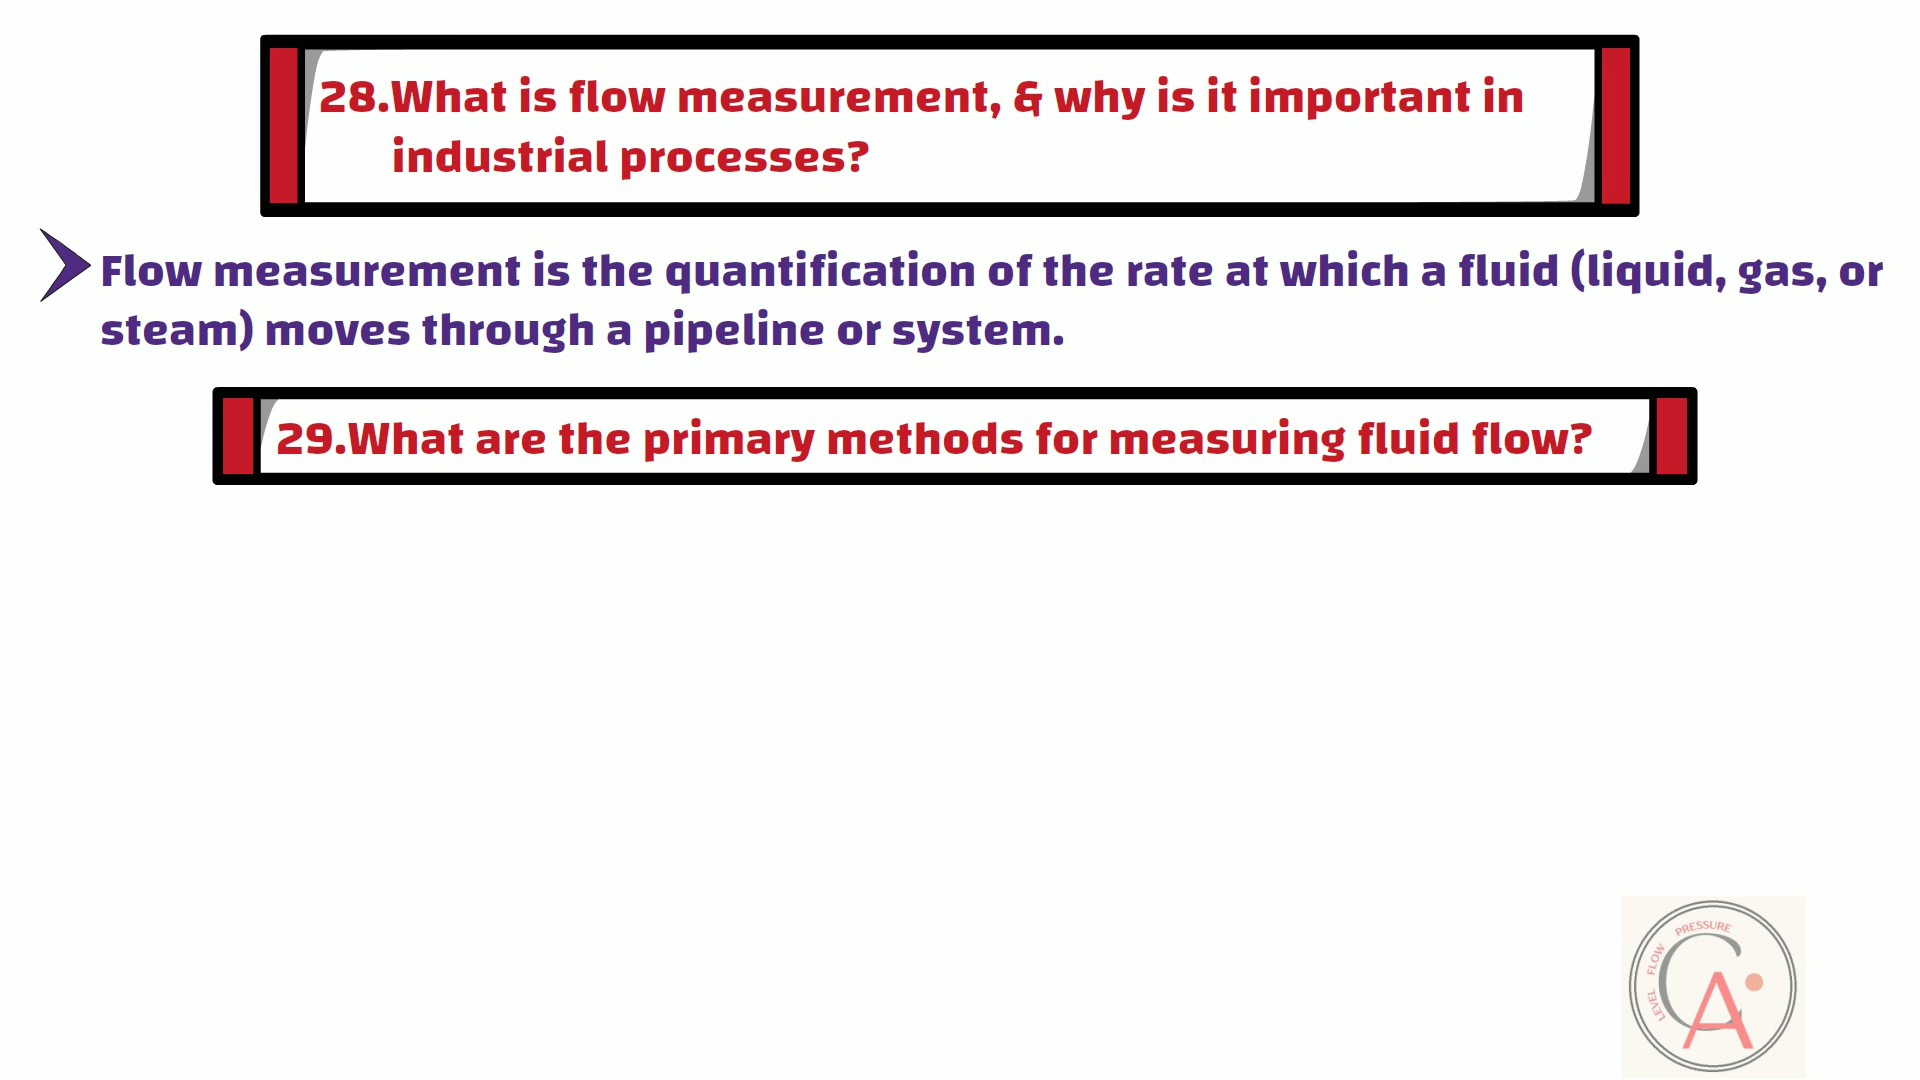 28.What is flow measurement, & why is it important in
industrial processes?
Flow measurement is the quantification of the rate at which a fluid (liquid, gas, or
steam) moves through a pipeline or system.
29.What are the primary methods for measuring fluid flow?
LEVEL FLOW PRESSURE
CA